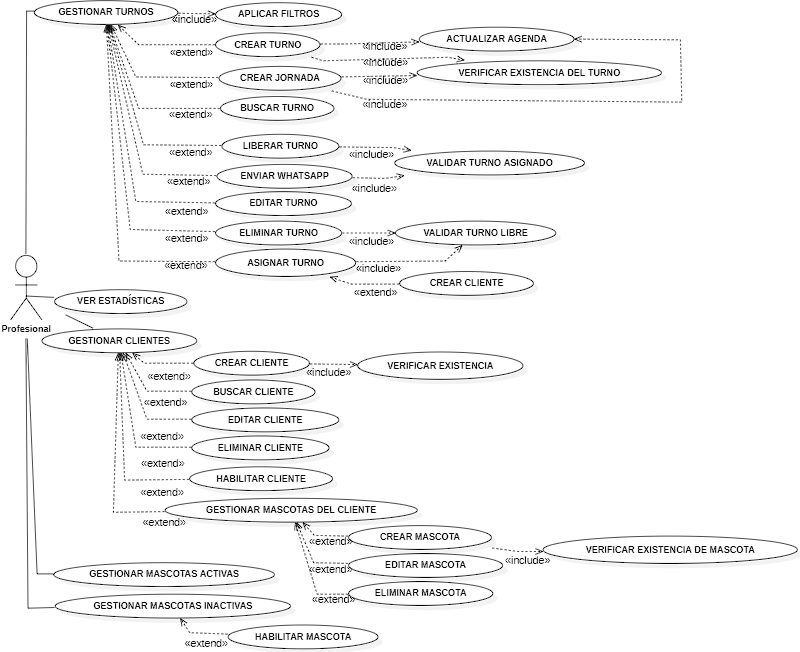 GESTIONAR TURNOS
«include»
APLICAR FILTROS
CREAR TURNO
«extend»
«include»
ACTUALIZAR AGENDA
«include»
CREAR JORNADA
«extend»
«include»
VERIFICAR EXISTENCIA DEL TURNO
«include»
BUSCAR TURNO
«extend»
LIBERAR TURNO
«extend»
«include»
VALIDAR TURNO ASIGNADO
ENVIAR WHATSAPP
«extend»
«include»
EDITAR TURNO
«extend»
ELIMINAR TURNO
«extend»
«include»
VALIDAR TURNO LIBRE
ASIGNAR TURNO
«extend»
«include»
CREAR CLIENTE
«extend»
Profesional
VER ESTADÍSTICAS
GESTIONAR CLIENTES
CREAR CLIENTE
«extend»
«include»
VERIFICAR EXISTENCIA
BUSCAR CLIENTE
«extend»
EDITAR CLIENTE
«extend»
ELIMINAR CLIENTE
«extend»
HABILITAR CLIENTE
«extend»
GESTIONAR MASCOTAS DEL CLIENTE
«extend»
CREAR MASCOTA
«extend»
«include»
VERIFICAR EXISTENCIA DE MASCOTA
EDITAR MASCOTA
«extend»
ELIMINAR MASCOTA
«extend»
GESTIONAR MASCOTAS ACTIVAS
GESTIONAR MASCOTAS INACTIVAS
HABILITAR MASCOTA
«extend»